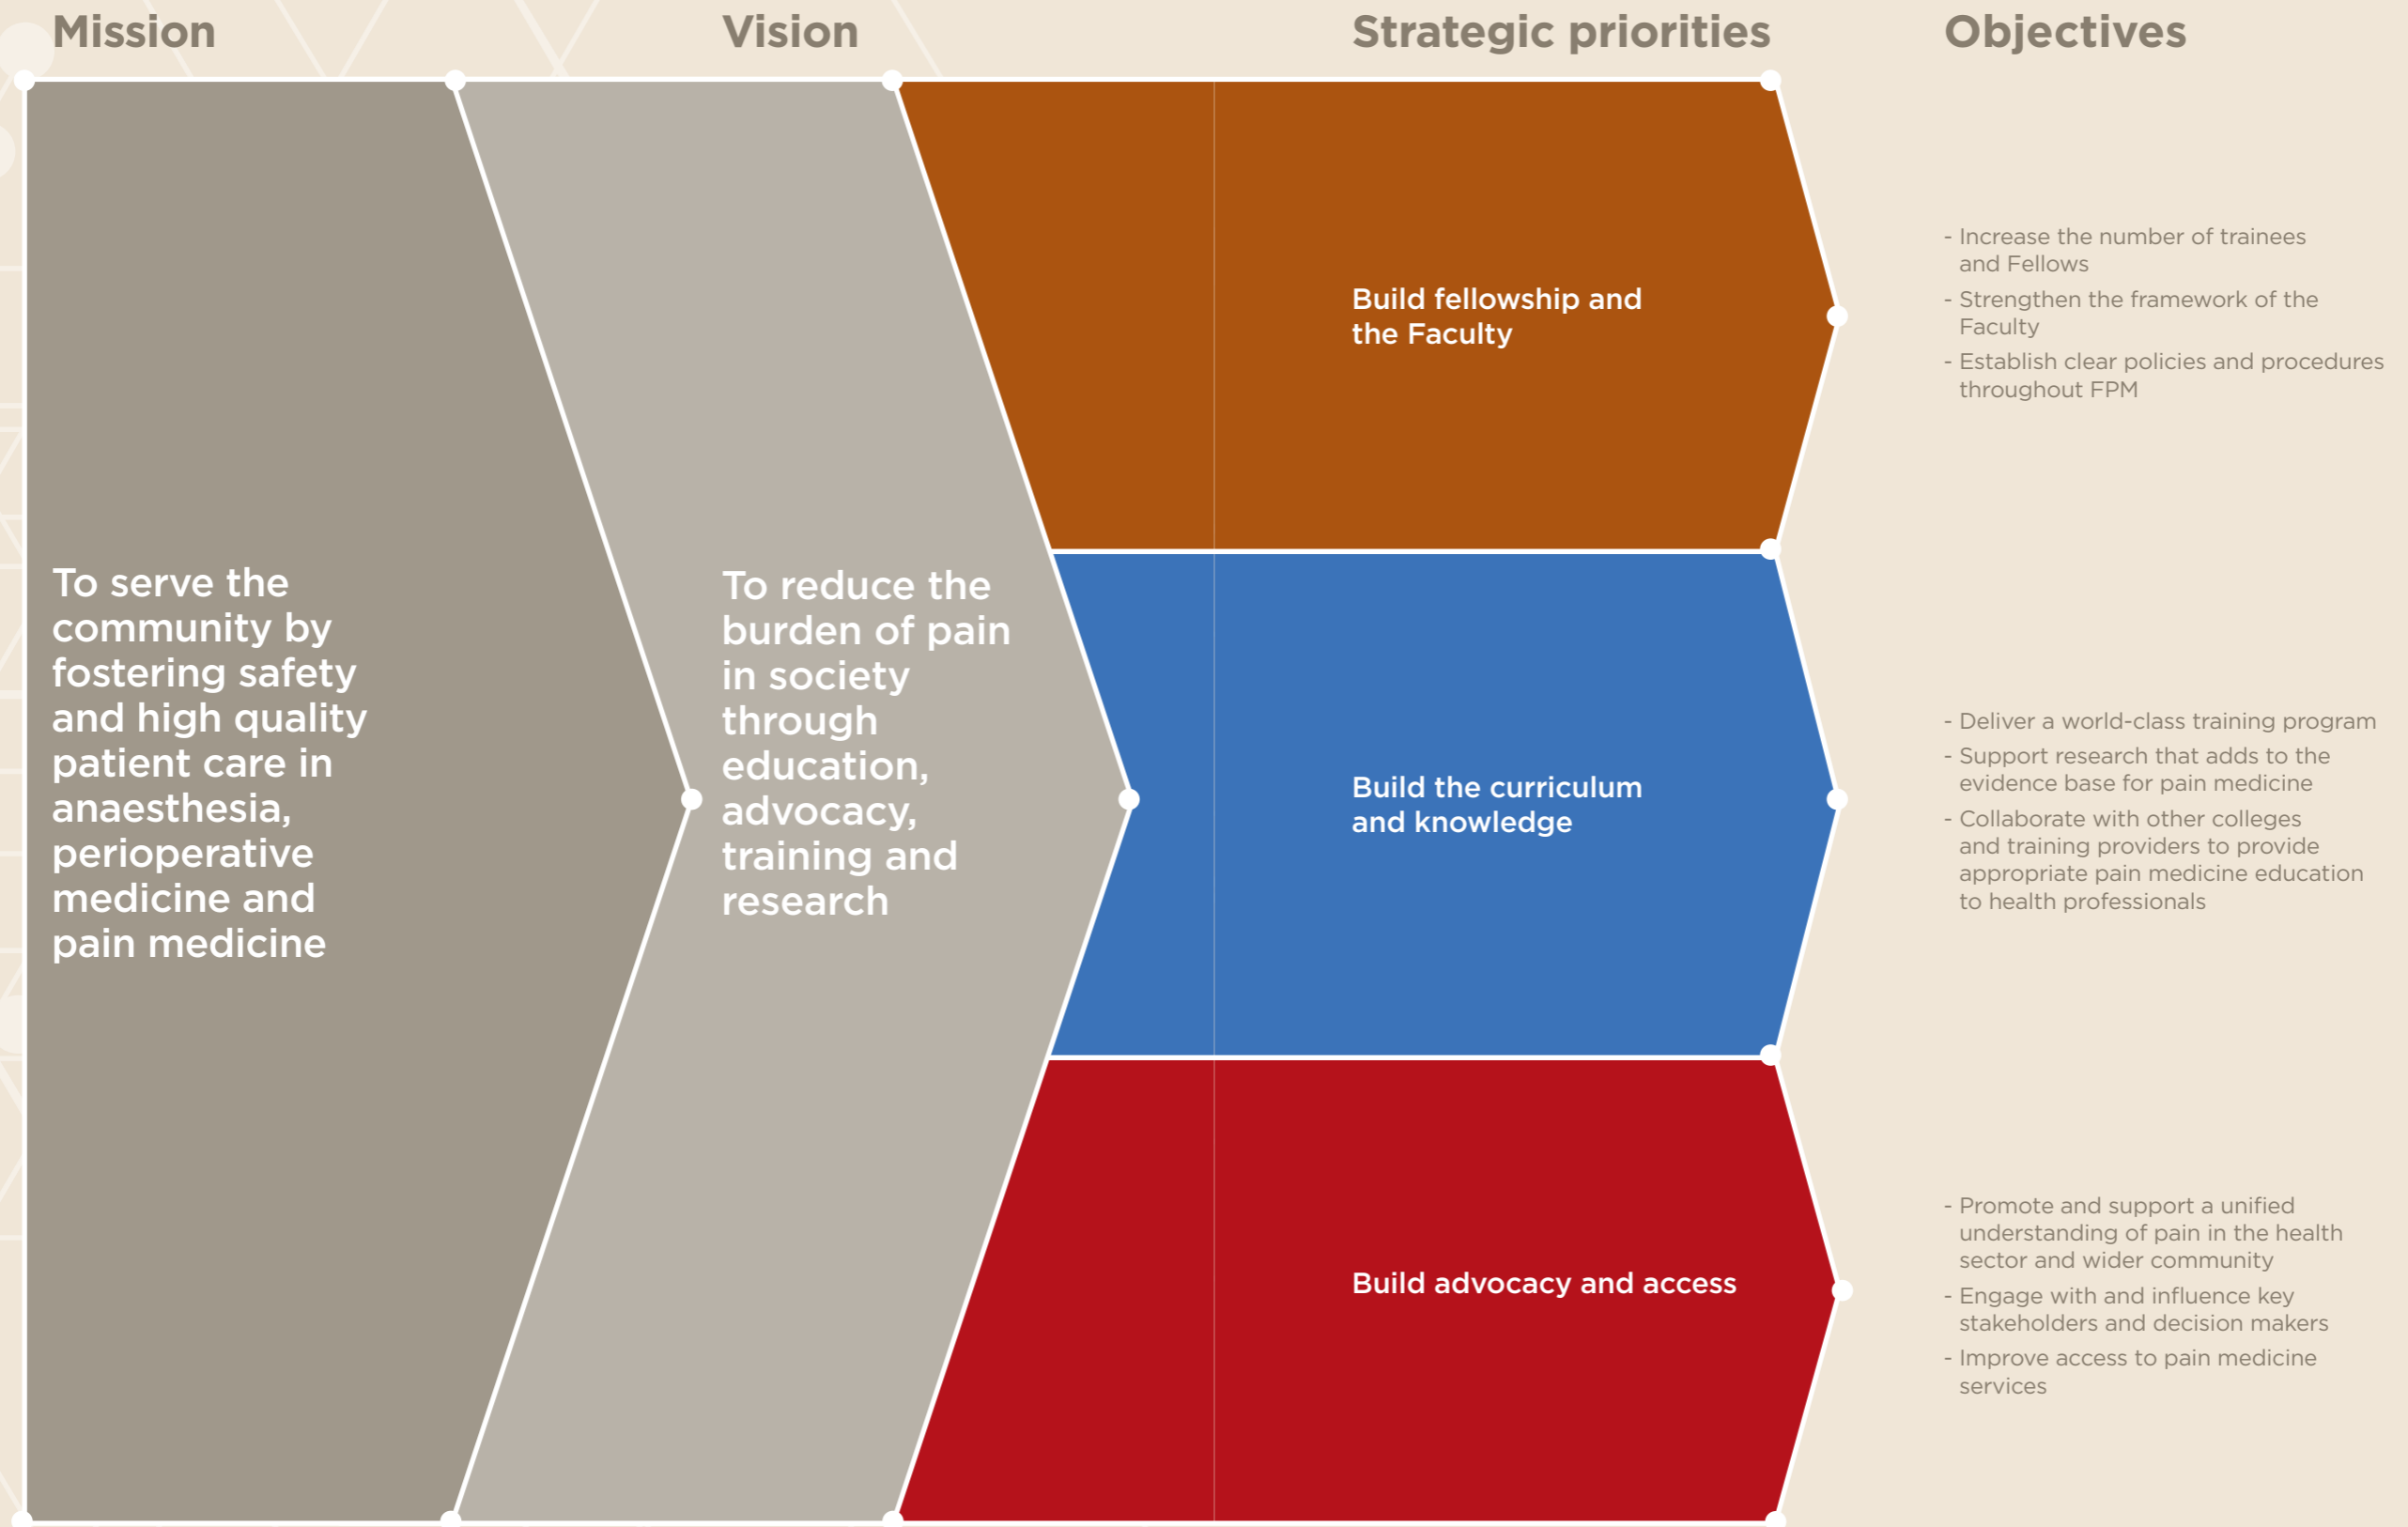 Mission
To serve the
community by
fostering safety
and high quality
patient care in
anaesthesia,
perioperative
medicine and
pain medicine
Vision
To reduce the
burden of pain
in society
through
education,
advocacy,
training and
research
Strategic priorities
Objectives
Build fellowship and
the Faculty
- Increase the number of trainees
and Fellows
- Strengthen the framework of the
Faculty
- Establish clear policies and procedures
throughout FPM
Build the curriculum
and knowledge
- Deliver a world-class training program
- Support research that adds to the
evidence base for pain medicine
- Collaborate with other colleges
and training providers to provide
appropriate pain medicine education
to health professionals
Build advocacy and access
- Promote and support a unified
understanding of pain in the health
sector and wider community
- Engage with and influence key
stakeholders and decision makers
- Improve access to pain medicine
services